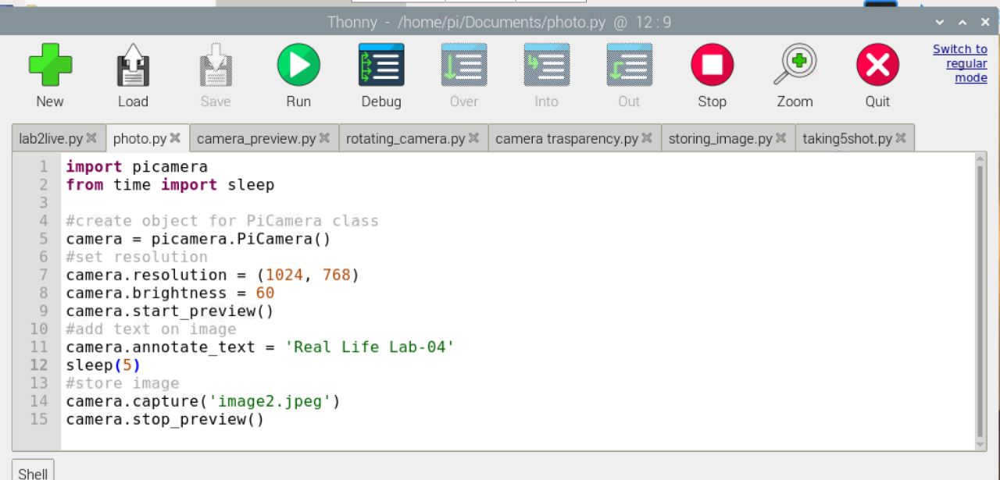 Thonny - /home/pi/Documents/photo.py @ 12 : 9
New Load Save Run Debug Over Into Out Stop Zoom Quit
Switch to
regular
mode
lab2live.py photo.py camera_preview.py rotating_camera.py camera trasparency.py storing_image.py taking5shot.py
1 import picamera
2 from time import sleep
3
4 #create object for PiCamera class
5 camera = picamera.PiCamera()
6 #set resolution
7 camera.resolution = (1024, 768)
8 camera.brightness = 60
9 camera.start_preview()
10 #add text on image
11 camera.annotate_text = 'Real Life Lab-04'
12 sleep(5)
13 #store image
14 camera.capture('image2.jpeg')
15 camera.stop_preview()
Shell